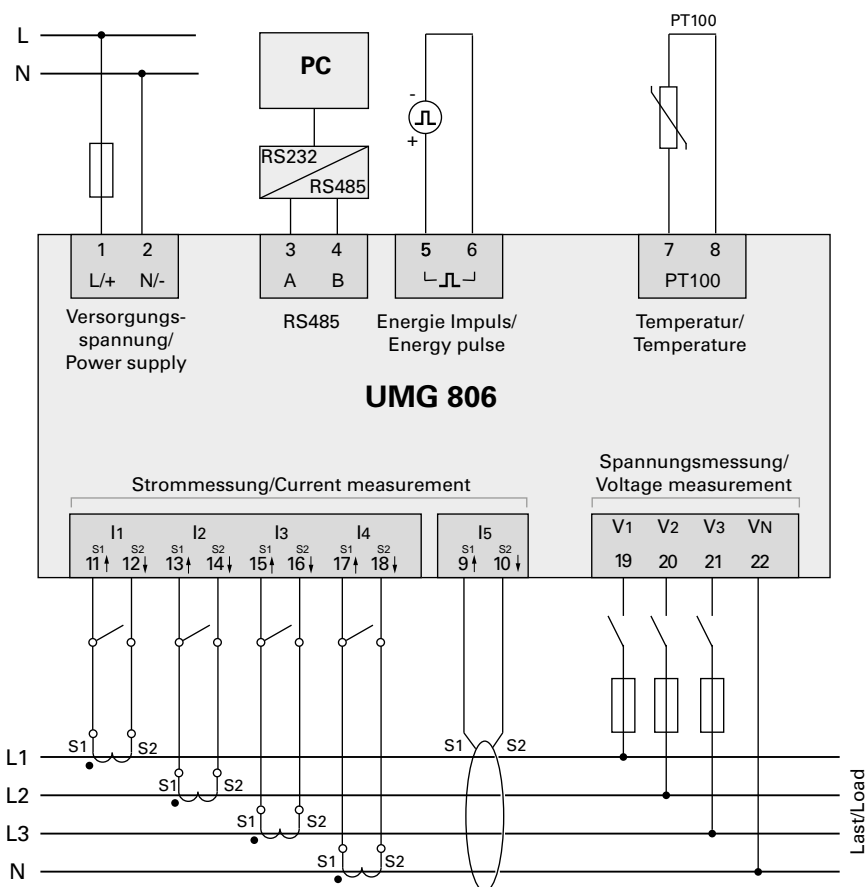 L
N
PC
RS232
RS485
-
+
PT100
1 2
L/+ N/-
3 4
A B
5 6
7 8
PT100
Versorgungs-
spannung/
Power supply
RS485
Energie Impuls/
Energy pulse
Temperatur/
Temperature
UMG 806
Strommessung/Current measurement
Spannungsmessung/
Voltage measurement
I1 I2 I3 I4
S1 S2 S1 S2 S1 S2 S1 S2
11 12 13 14 15 16 17 18
I5
S1 S2
9 10
V1 V2 V3 VN
19 20 21 22
L1
S1 S2
S1 S2
L2
S1 S2
L3
S1 S2
N
S1 S2
Last/Load